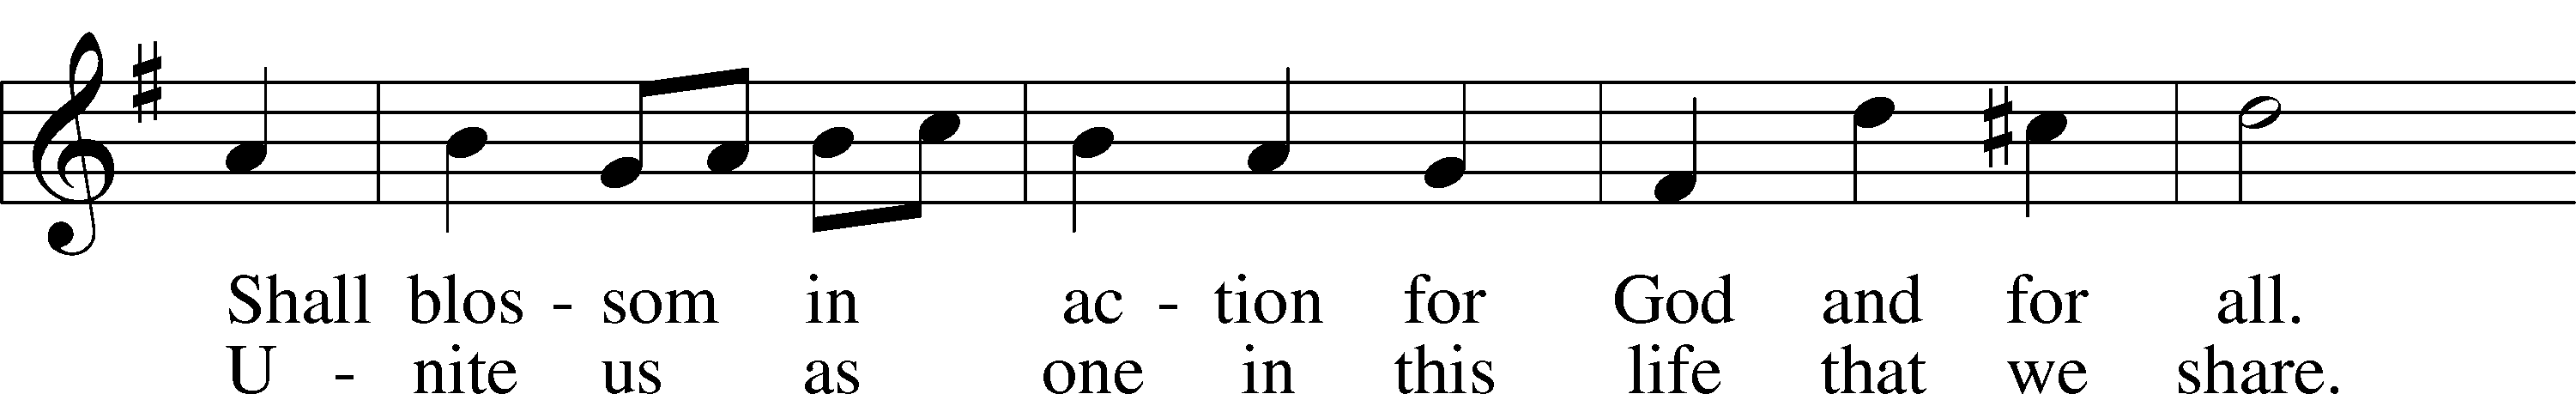 Shall blos - som in ac - tion for God and for all.
U - nite us as one in this life that we share.